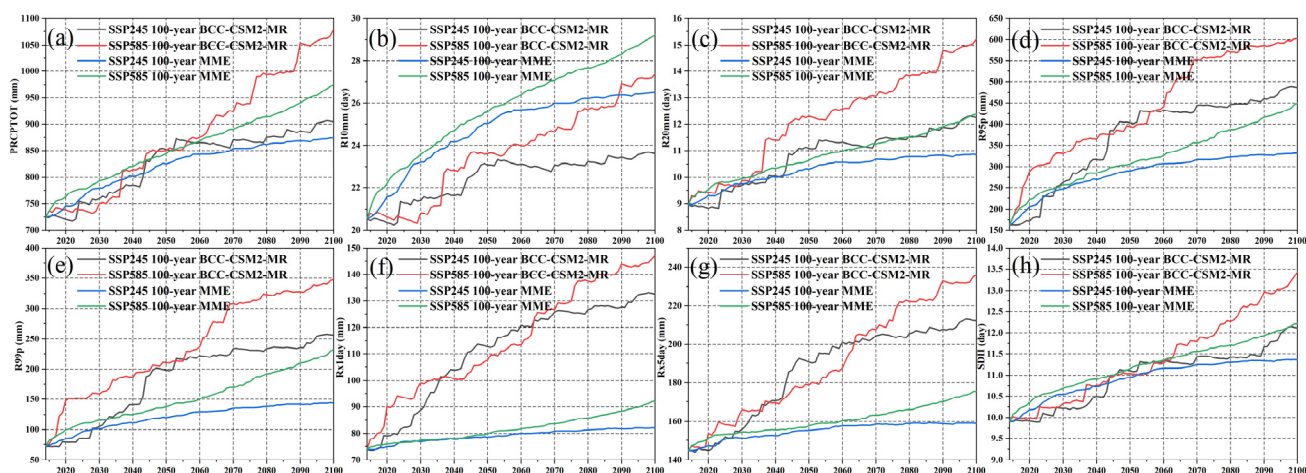 (a)
SSP245 100-year BCC-CSM2-MR
SSP585 100-year BCC-CSM2-MR
SSP245 100-year MME
SSP585 100-year MME
PRCPTOT (mm)
1100
1050
1000
950
900
850
800
750
700
2020 2030 2040 2050 2060 2070 2080 2090 2100
(b)
SSP245 100-year BCC-CSM2-MR
SSP585 100-year BCC-CSM2-MR
SSP245 100-year MME
SSP585 100-year MME
R10mm (day)
30
28
26
24
22
20
2020 2030 2040 2050 2060 2070 2080 2090 2100
(c)
SSP245 100-year BCC-CSM2-MR
SSP585 100-year BCC-CSM2-MR
SSP245 100-year MME
SSP585 100-year MME
R20mm (day)
16
15
14
13
12
11
10
9
8
2020 2030 2040 2050 2060 2070 2080 2090 2100
(d)
SSP245 100-year BCC-CSM2-MR
SSP585 100-year BCC-CSM2-MR
SSP245 100-year MME
SSP585 100-year MME
R95p (mm)
650
600
550
500
450
400
350
300
250
200
150
2020 2030 2040 2050 2060 2070 2080 2090 2100
(e)
SSP245 100-year BCC-CSM2-MR
SSP585 100-year BCC-CSM2-MR
SSP245 100-year MME
SSP585 100-year MME
R99p (mm)
400
350
300
250
200
150
100
50
2020 2030 2040 2050 2060 2070 2080 2090 2100
(f)
SSP245 100-year BCC-CSM2-MR
SSP585 100-year BCC-CSM2-MR
SSP245 100-year MME
SSP585 100-year MME
Rx1day (mm)
150
140
130
120
110
100
90
80
70
2020 2030 2040 2050 2060 2070 2080 2090 2100
(g)
SSP245 100-year BCC-CSM2-MR
SSP585 100-year BCC-CSM2-MR
SSP245 100-year MME
SSP585 100-year MME
Rx5day (mm)
240
220
200
180
160
140
2020 2030 2040 2050 2060 2070 2080 2090 2100
(h)
SSP245 100-year BCC-CSM2-MR
SSP585 100-year BCC-CSM2-MR
SSP245 100-year MME
SSP585 100-year MME
SDII (mm)
13.5
13.0
12.5
12.0
11.5
11.0
10.5
10.0
9.5
9.0
2020 2030 2040 2050 2060 2070 2080 2090 2100